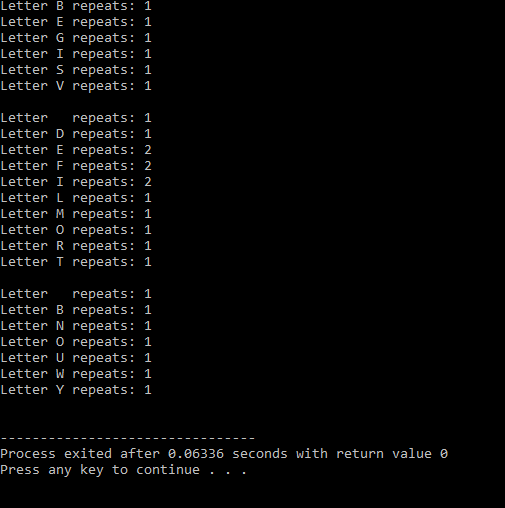 Letter B repeats: 1
Letter E repeats: 1
Letter G repeats: 1
Letter I repeats: 1
Letter S repeats: 1
Letter V repeats: 1
Letter   repeats: 1
Letter D repeats: 1
Letter E repeats: 2
Letter F repeats: 2
Letter I repeats: 2
Letter L repeats: 1
Letter M repeats: 1
Letter O repeats: 1
Letter R repeats: 1
Letter T repeats: 1
Letter   repeats: 1
Letter B repeats: 1
Letter N repeats: 1
Letter O repeats: 1
Letter U repeats: 1
Letter W repeats: 1
Letter Y repeats: 1
--------------------------------
Process exited after 0.06336 seconds with return value 0
Press any key to continue . . .